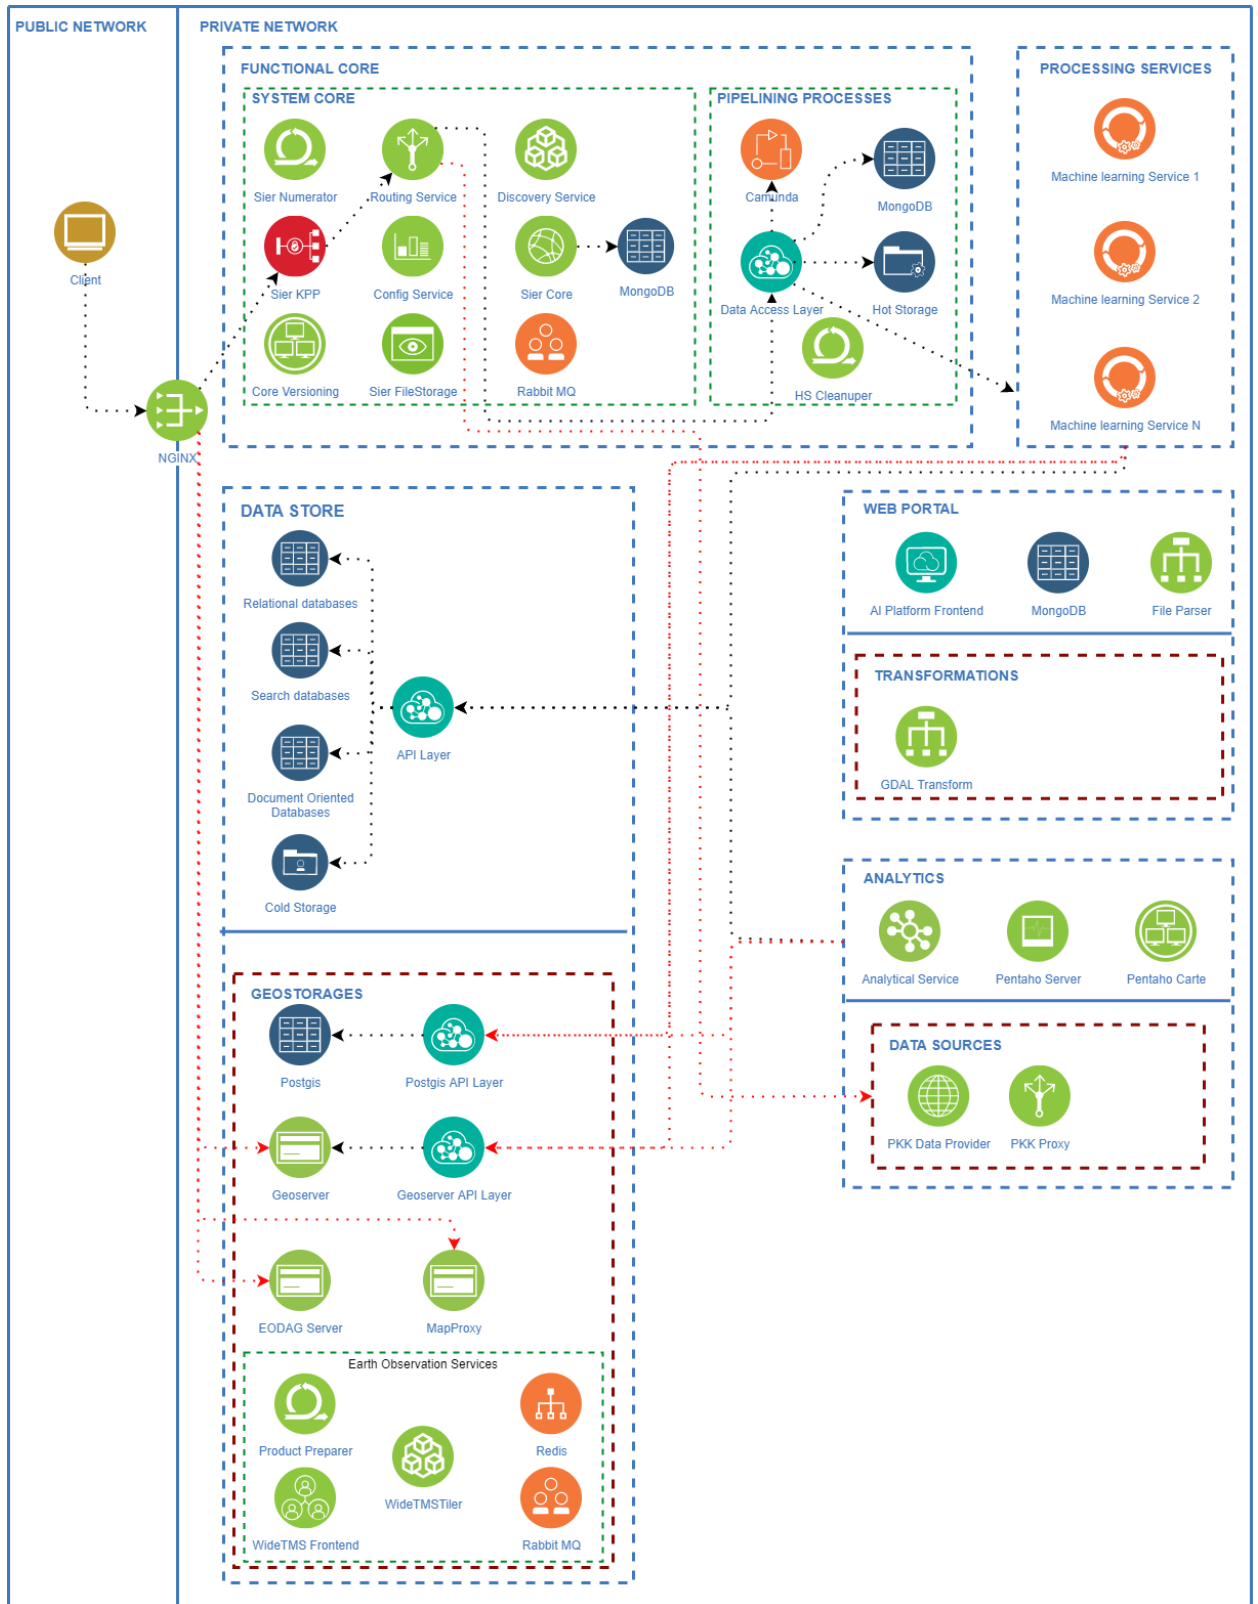 PUBLIC NETWORK
PRIVATE NETWORK
FUNCTIONAL CORE
PROCESSING SERVICES
SYSTEM CORE
PIPELINING PROCESSES
Sier Numerator
Routing Service
Discovery Service
Camunda
MongoDB
Machine learning Service 1
Client
Sier KPP
Config Service
Sier Core
MongoDB
Data Access Layer
Hot Storage
Machine learning Service 2
Core Versioning
Sier FileStorage
Rabbit MQ
HS Cleanuper
Machine learning Service N
NGINX
DATA STORE
WEB PORTAL
Relational databases
AI Platform Frontend
MongoDB
File Parser
Search databases
TRANSFORMATIONS
API Layer
GDAL Transform
Document Oriented
Databases
Cold Storage
ANALYTICS
Analytical Service
Pentaho Server
Pentaho Carte
GEOSTORAGES
DATA SOURCES
Postgis
Postgis API Layer
PKK Data Provider
PKK Proxy
Geoserver
Geoserver API Layer
EODAG Server
MapProxy
Earth Observation Services
Product Preparer
Redis
WideTMSTiler
WideTMS Frontend
Rabbit MQ